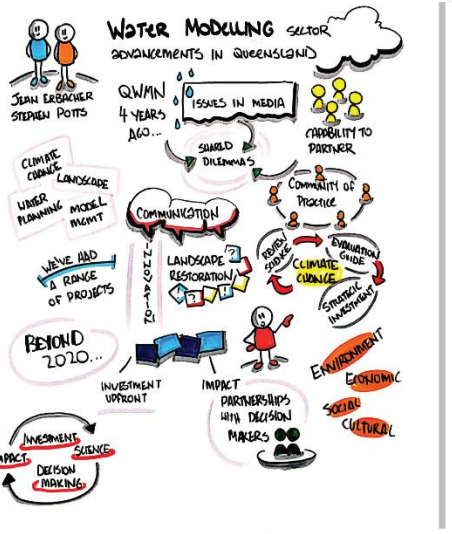 WATER MODELLING SECTOR
ADVANCEMENTS IN QUEENSLAND
JEAN ERBACHER
STEPHEN POTTS
QWMN
4 YEARS
AGO...
ISSUES IN MEDIA
SHARED
DILEMMAS
CAPABILITY TO
PARTNER
CLIMATE
CHANGE
LANDSCAPE
WATER
PLANNING
MODEL
MGMT
COMMUNICATION
INNOVATION
COMMUNITY OF
PRACTICE
WE'VE HAD
A RANGE
OF PROJECTS
LANDSCAPE
RESTORATION
REVIEW
SCIENCE
EVALUATION
GUIDE
CLIMATE
CHANGE
STRATEGIC
INVESTMENT
BEYOND
2020...
INVESTMENT
UPFRONT
IMPACT
PARTNERSHIPS
WITH DECISION
MAKERS
ENVIRONMENT
ECONOMIC
SOCIAL
CULTURAL
INVESTMENT
IMPACT
SCIENCE
DECISION
MAKING